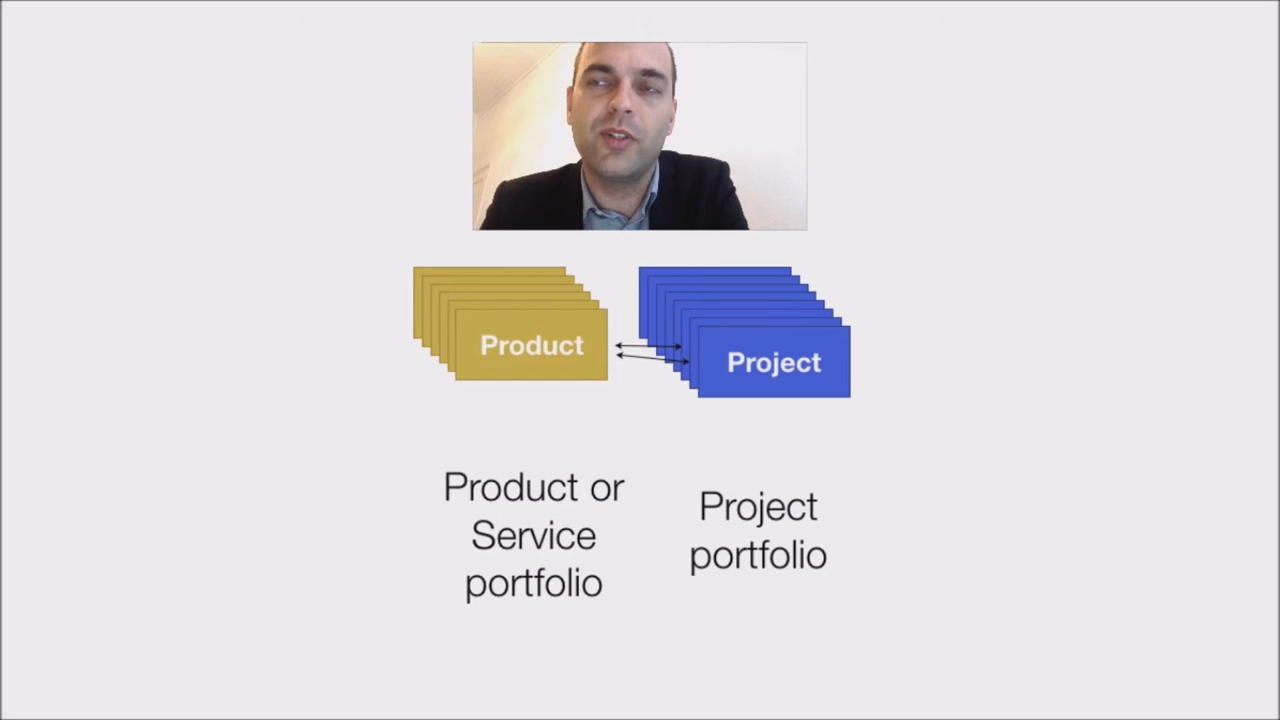 Product
Project
Product or
Service
portfolio
Project
portfolio